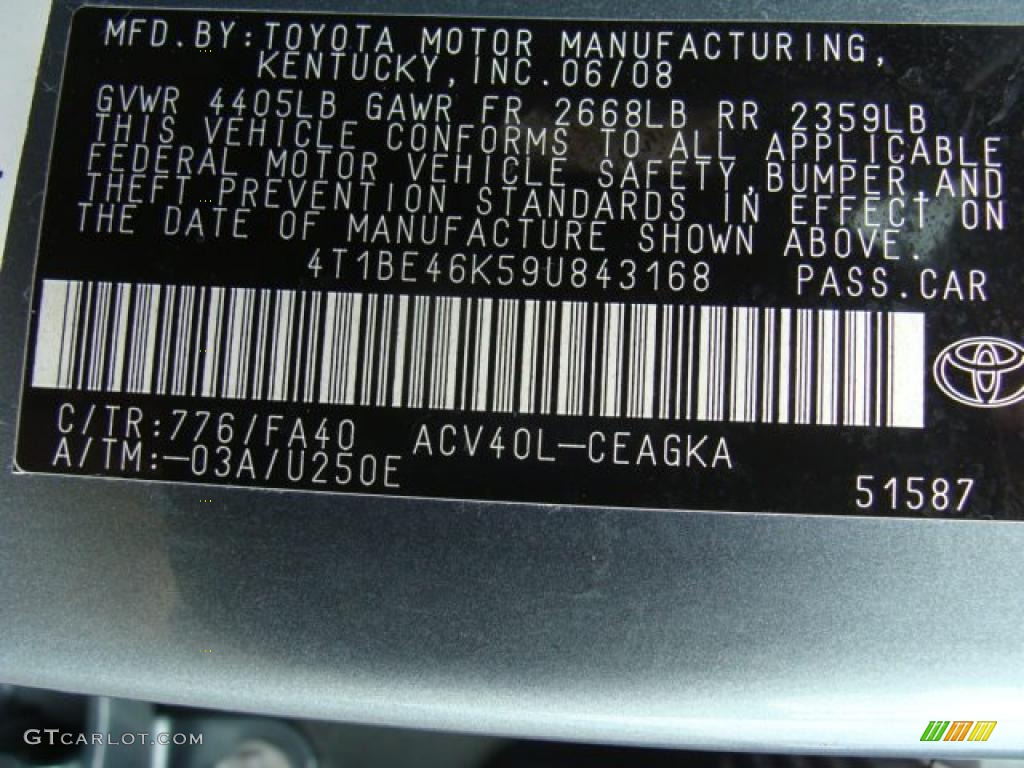 MFD.BY:TOYOTA MOTOR MANUFACTURING,
KENTUCKY,INC.06/08
GVWR 4405LB GAWR FR 2668LB RR 2359LB
THIS VEHICLE CONFORMS TO ALL APPLICABLE
FEDERAL MOTOR VEHICLE SAFETY,BUMPER,AND
THEFT PREVENTION STANDARDS IN EFFECT ON
THE DATE OF MANUFACTURE SHOWN ABOVE.
4T1BE46K59U843168 PASS.CAR
C/TR:776/FA40 ACV40L-CEAGKA
A/TM:-03A/U250E
51587
GTCARLOT.COM